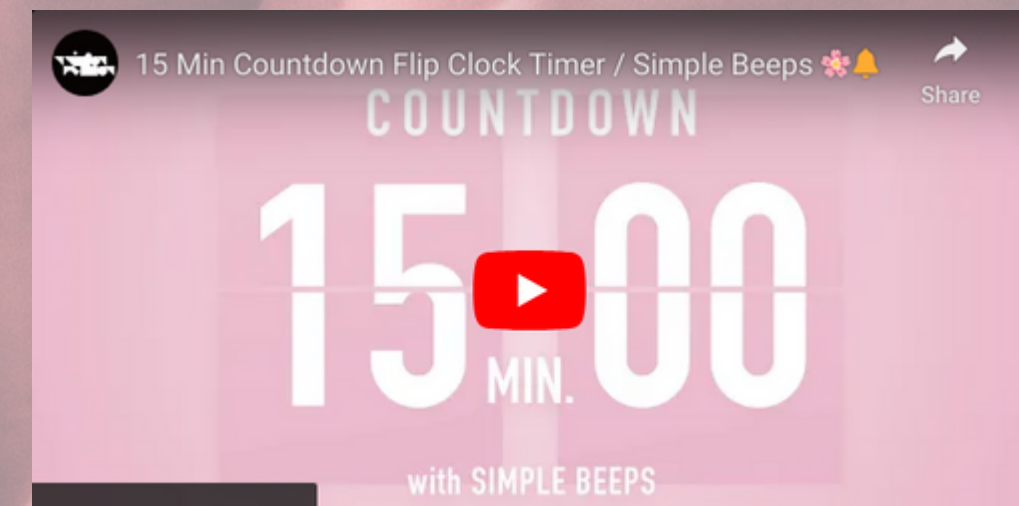 15 Min Countdown Flip Clock Timer / Simple Beeps 🌸🔔
Share
COUNTDOWN
15 00
MIN.
with SIMPLE BEEPS